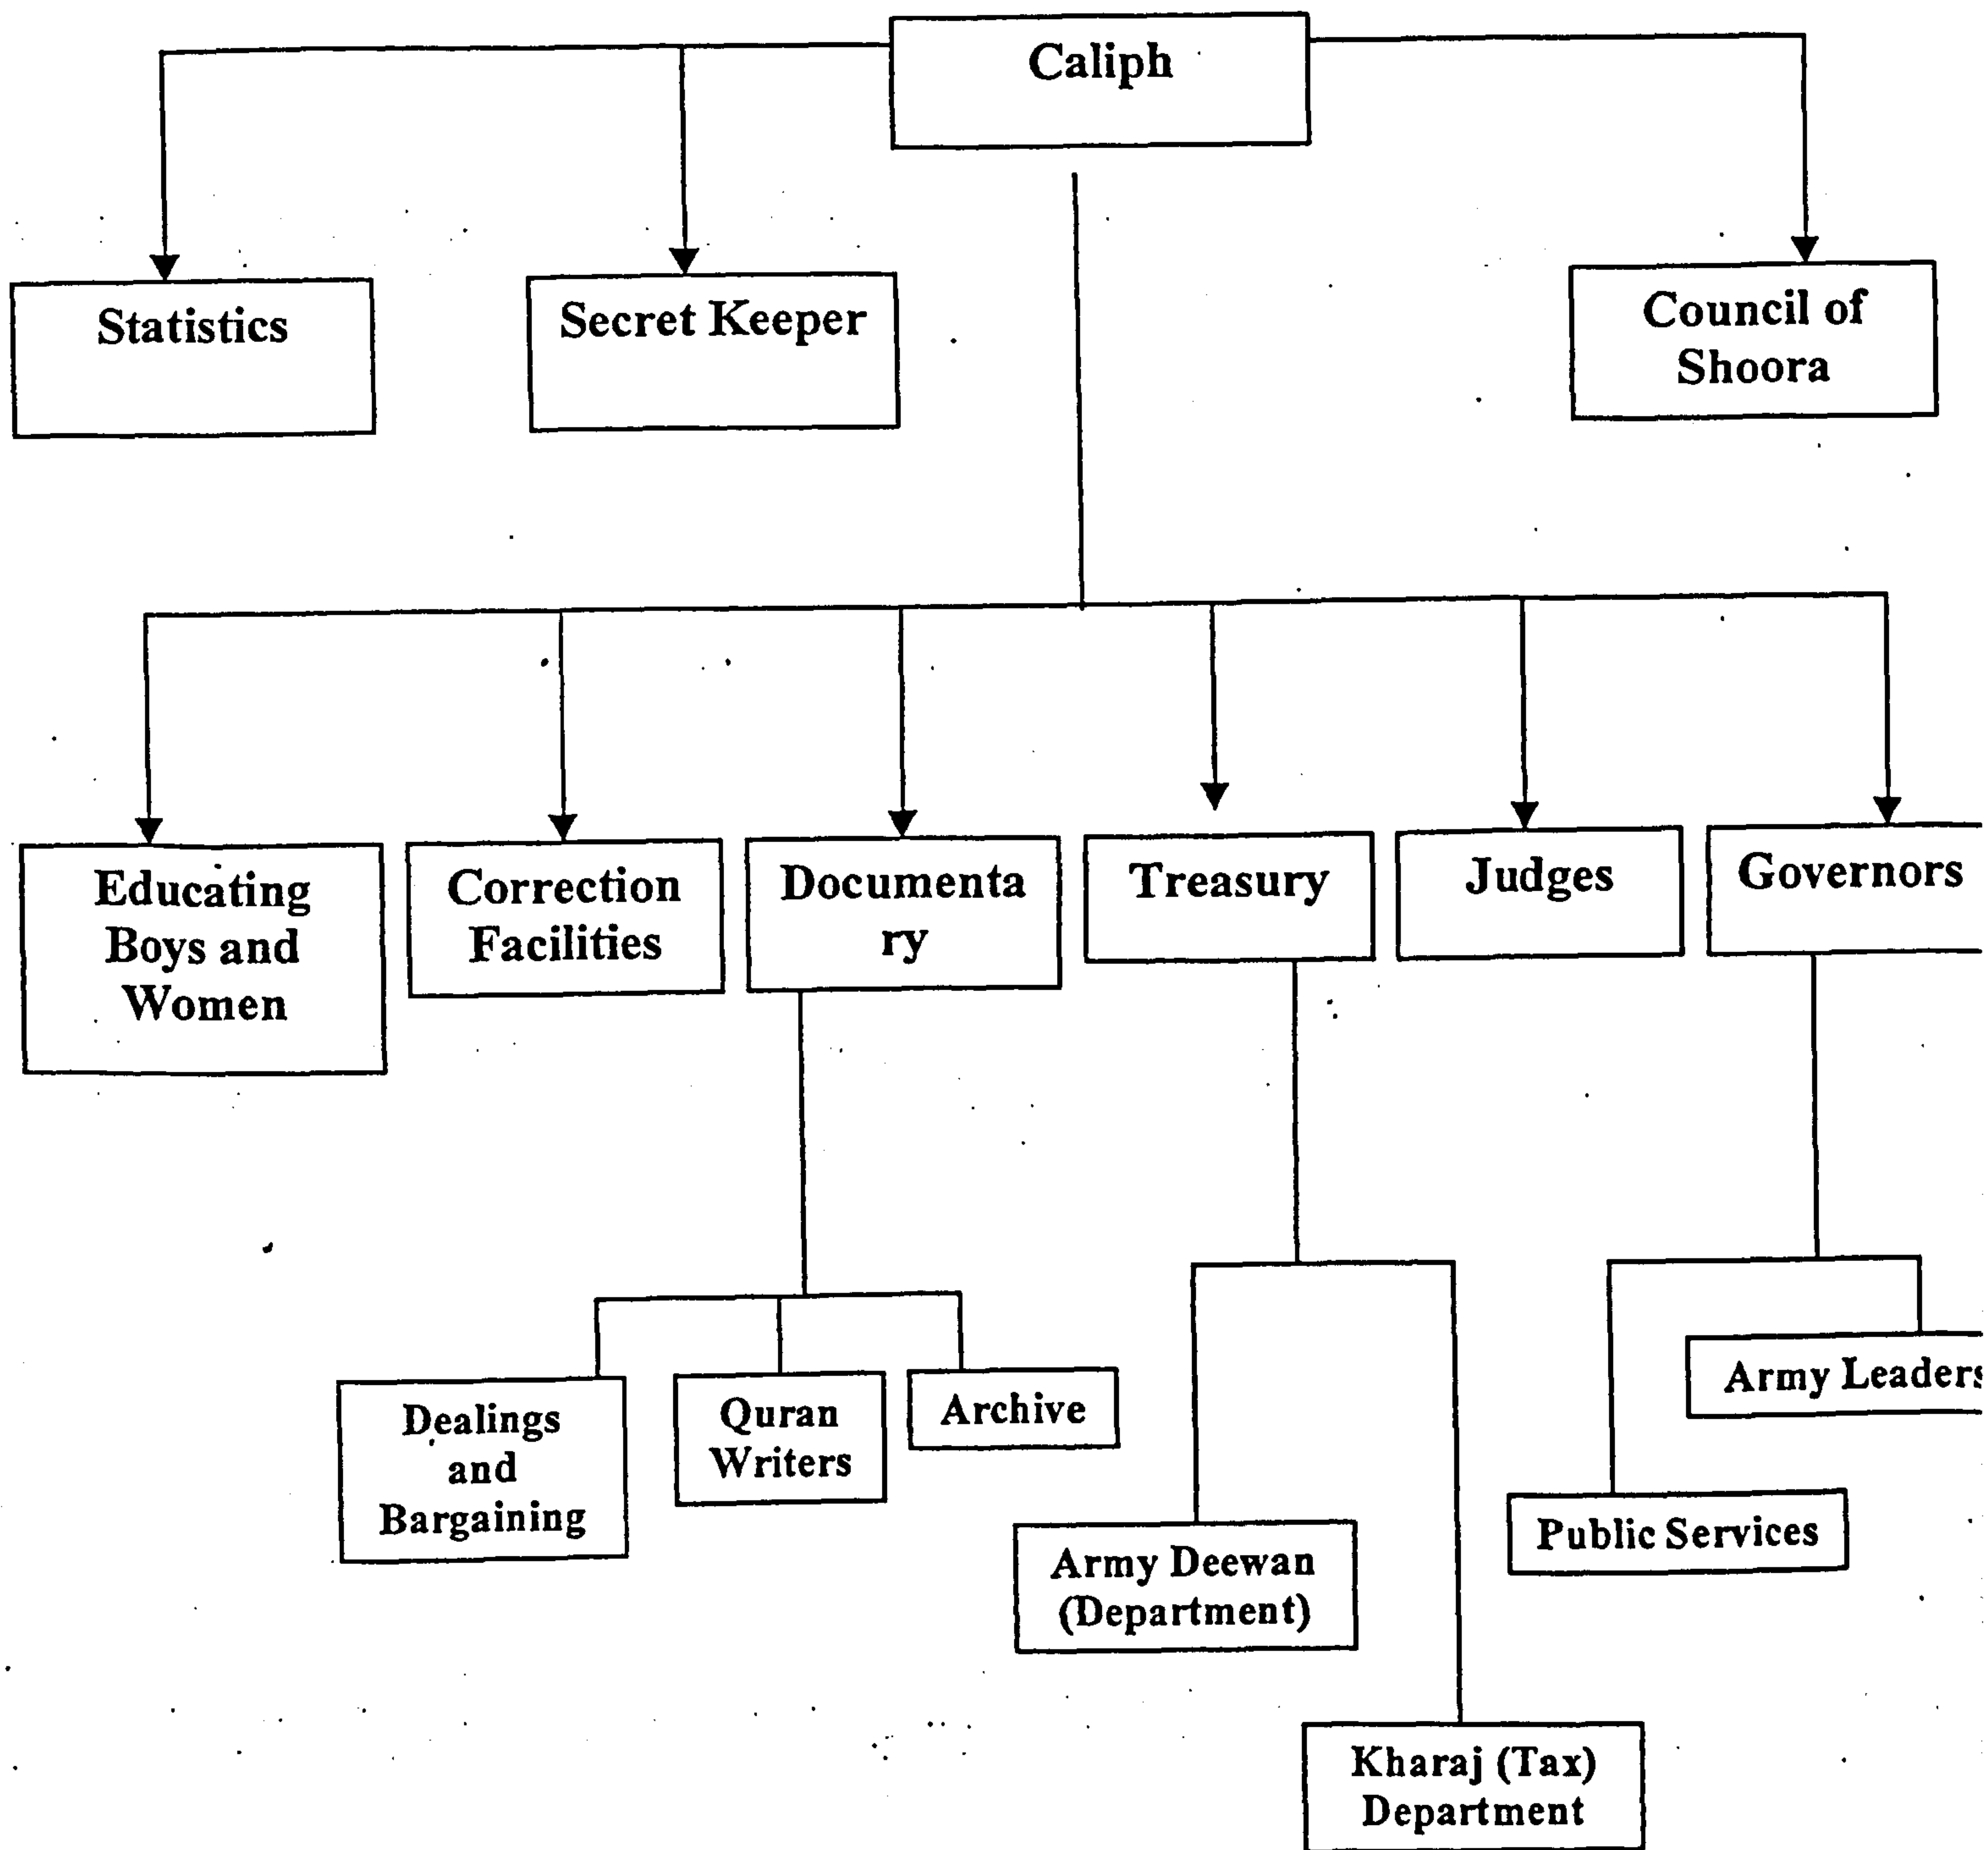 Caliph
Statistics
Secret Keeper
Council of
Shoora
Educating
Boys and
Women
Correction
Facilities
Documenta
ry
Treasury
Judges
Governors
Dealings
and
Bargaining
Quran
Writers
Archive
Army Leaders
Public Services
Army Deewan
(Department)
Kharaj (Tax)
Department